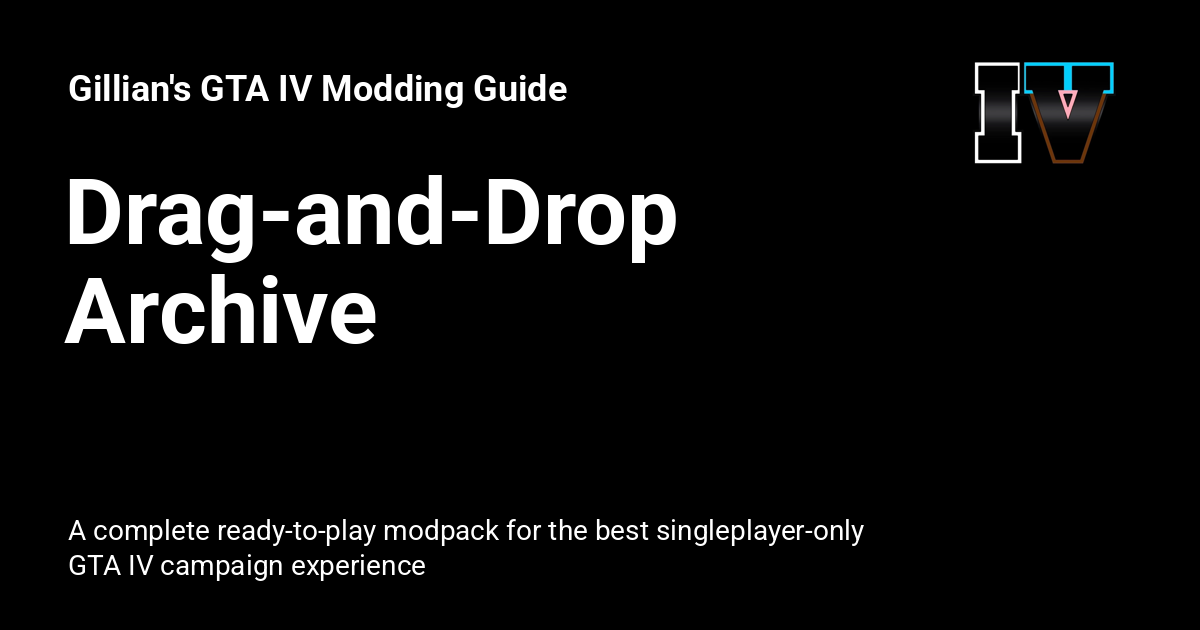 Gillian's GTA IV Modding Guide
IV
Drag-and-Drop
Archive
A complete ready-to-play modpack for the best singleplayer-only
GTA IV campaign experience